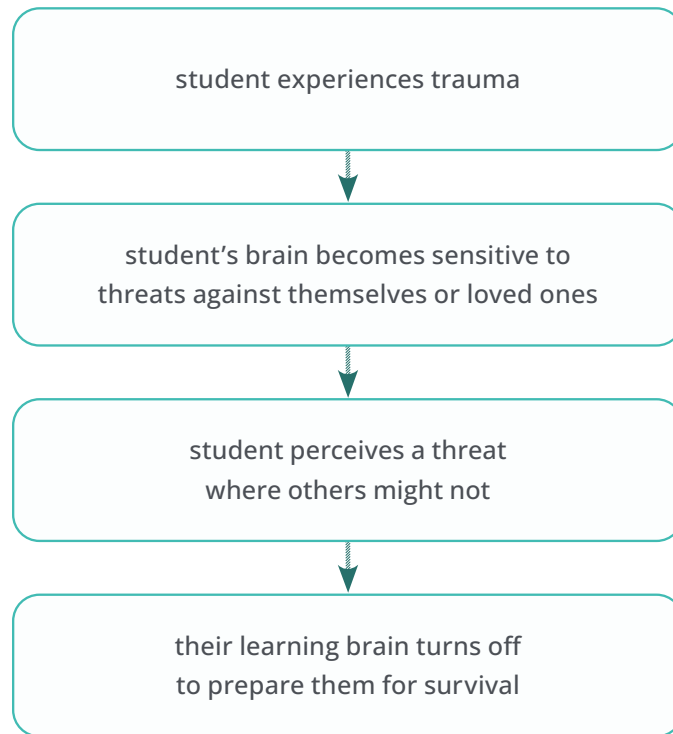 student experiences trauma
student’s brain becomes sensitive to
threats against themselves or loved ones
student perceives a threat
where others might not
their learning brain turns off
to prepare them for survival